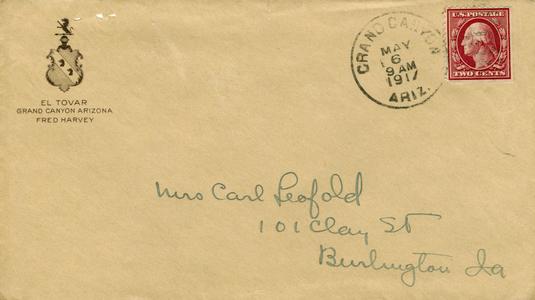 EL TOVAR
GRAND CANYON ARIZONA
FRED HARVEY
GRAND CANYON
MAY
6
9 AM
1917
ARIZ.
U.S. POSTAGE
TWO CENTS
Mrs Carl Leofold
101 Clay St
Burlington Ia